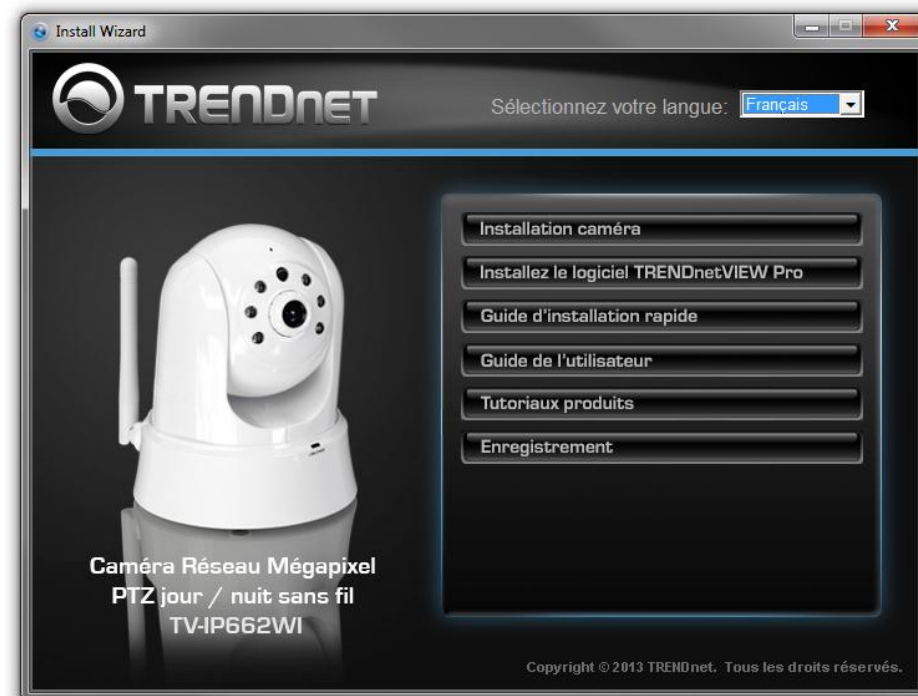 Install Wizard
TRENDNET
Sélectionnez votre langue: Français
Installation caméra
Installez le logiciel TRENDnetVIEW Pro
Guide d'installation rapide
Guide de l'utilisateur
Tutoriaux produits
Enregistrement
Caméra Réseau Mégapixel
PTZ jour / nuit sans fil
TV-IP662WI
Copyright © 2013 TRENDnet. Tous les droits réservés.